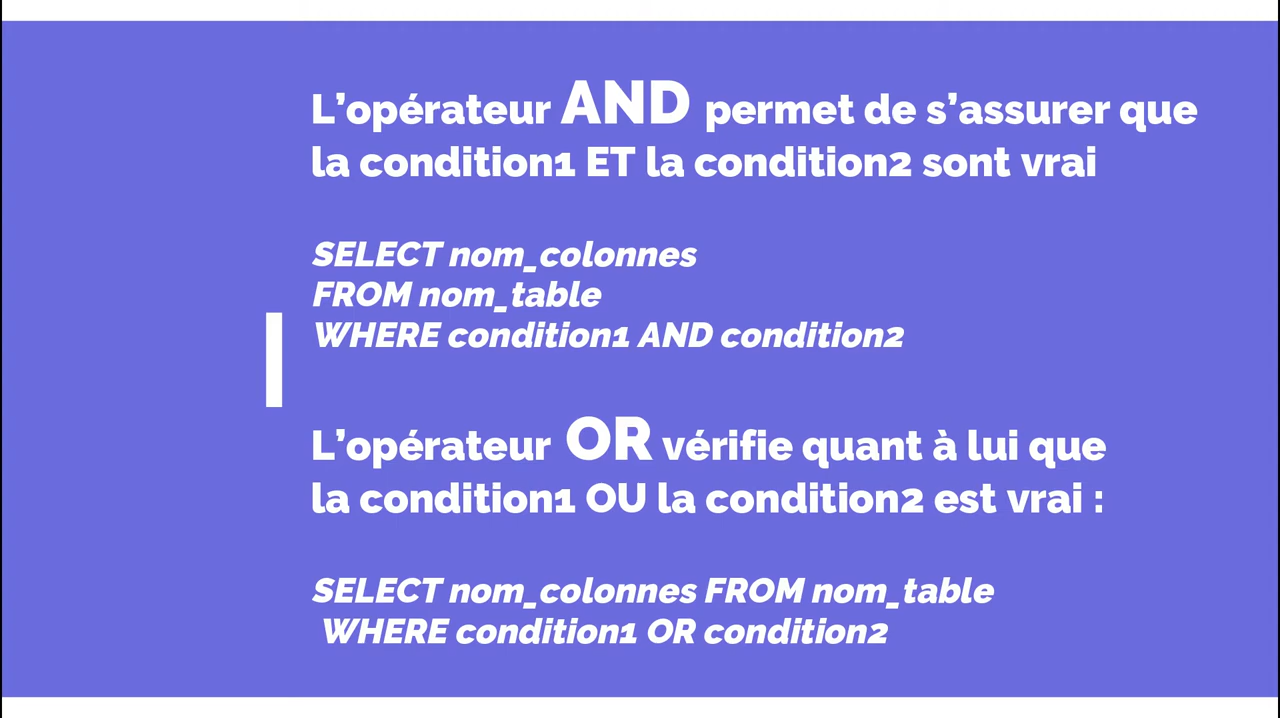 L’opérateur AND permet de s’assurer que
la condition1 ET la condition2 sont vrai
SELECT nom_colonnes
FROM nom_table
WHERE condition1 AND condition2
L’opérateur OR vérifie quant à lui que
la condition1 OU la condition2 est vrai :
SELECT nom_colonnes FROM nom_table
WHERE condition1 OR condition2